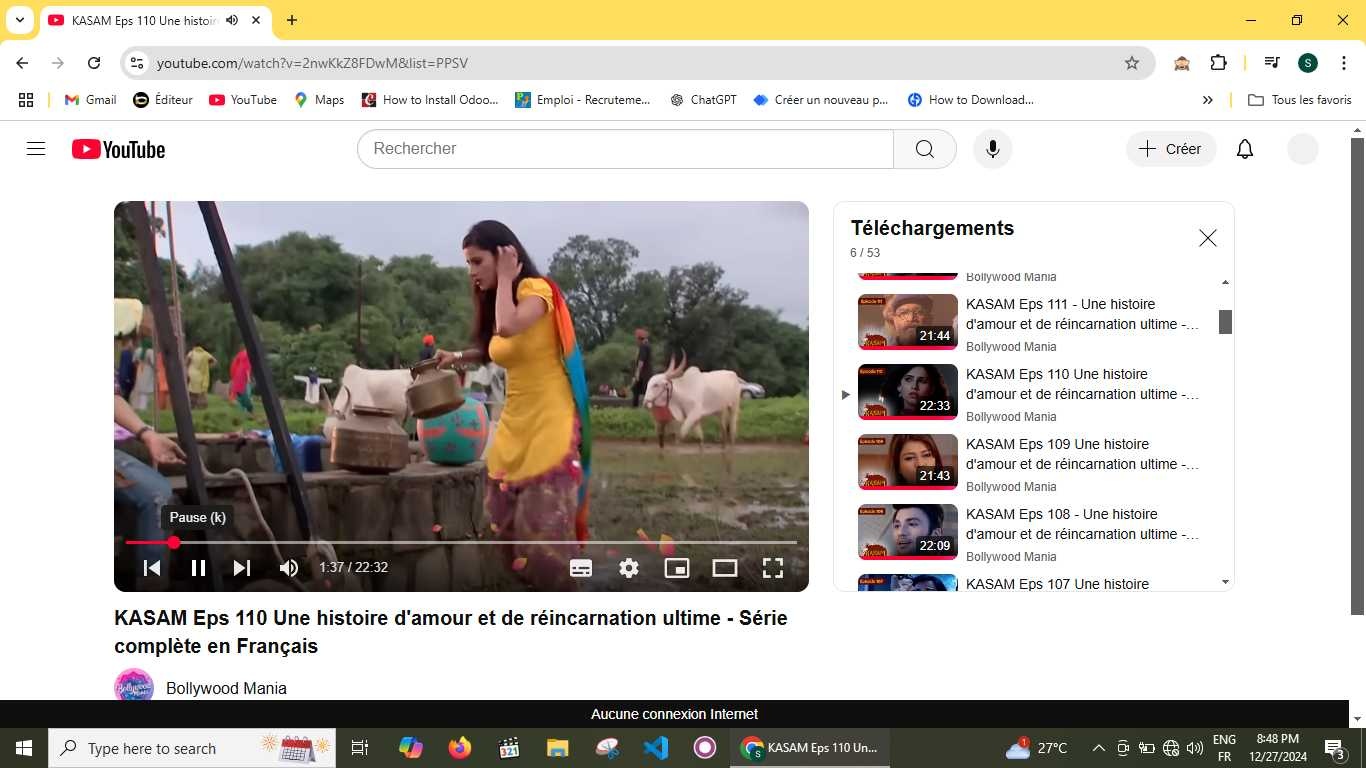 KASAM Eps 110 Une histoir
youtube.com/watch?v=2nwKkZ8FDwM&list=PPSV
S
Gmail
Éditeur
YouTube
Maps
How to Install Odoo...
Emploi - Recruteme...
ChatGPT
Créer un nouveau p...
How to Download...
Tous les favoris
YouTube
Rechercher
Créer
Pause (k)
1:37 / 22:32
KASAM Eps 110 Une histoire d'amour et de réincarnation ultime - Série
complète en Français
Bollywood Mania
Téléchargements
6 / 53
Bollywood Mania
21:44
KASAM Eps 111 - Une histoire
d'amour et de réincarnation ultime -...
Bollywood Mania
22:33
KASAM Eps 110 Une histoire
d'amour et de réincarnation ultime -...
Bollywood Mania
21:43
KASAM Eps 109 Une histoire
d'amour et de réincarnation ultime -...
Bollywood Mania
22:09
KASAM Eps 108 - Une histoire
d'amour et de réincarnation ultime -...
Bollywood Mania
KASAM Eps 107 Une histoire
Aucune connexion Internet
Type here to search
KASAM Eps 110 Un...
27°C
ENG
FR
8:48 PM
12/27/2024
3